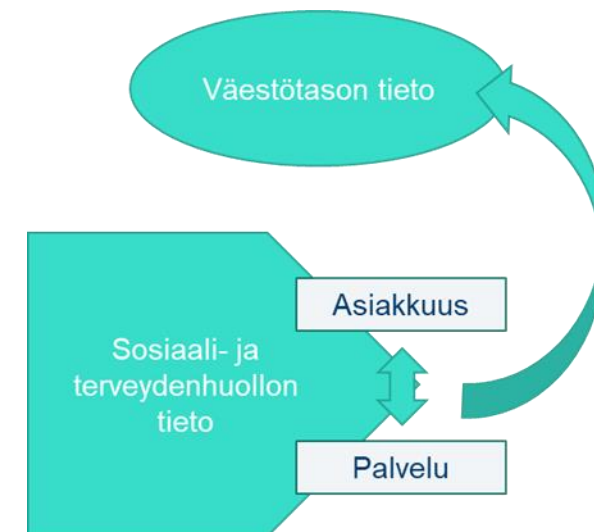 Väestötason tieto
Asiakkuus
Sosiaali- ja
terveydenhuollon
tieto
Palvelu